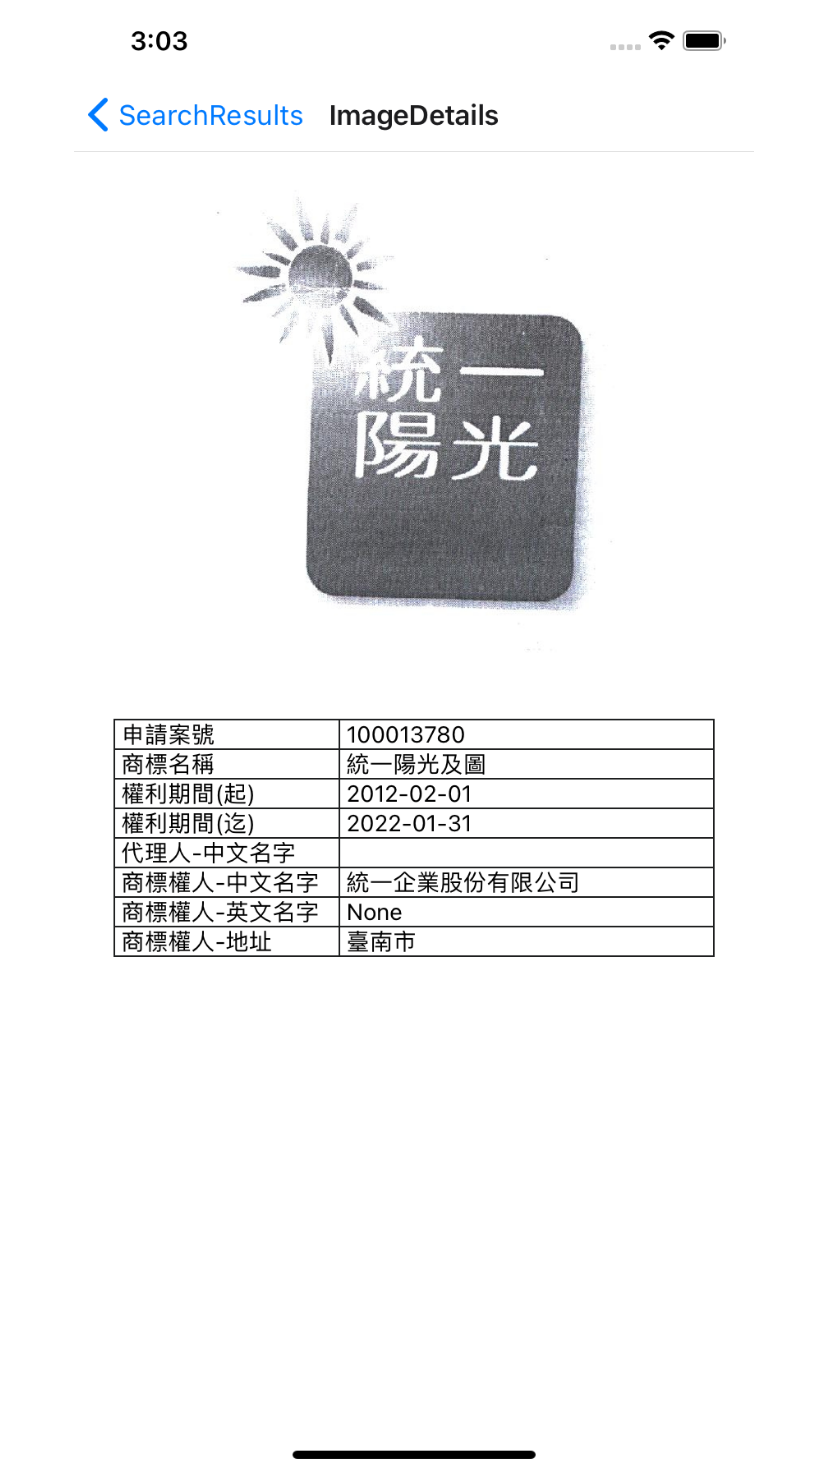 3:03
SearchResults ImageDetails
統一
陽光
申請案號 100013780
商標名稱 統一陽光及圖
權利期間(起) 2012-02-01
權利期間(迄) 2022-01-31
代理人-中文名字
商標權人-中文名字 統一企業股份有限公司
商標權人-英文名字 None
商標權人-地址 臺南市